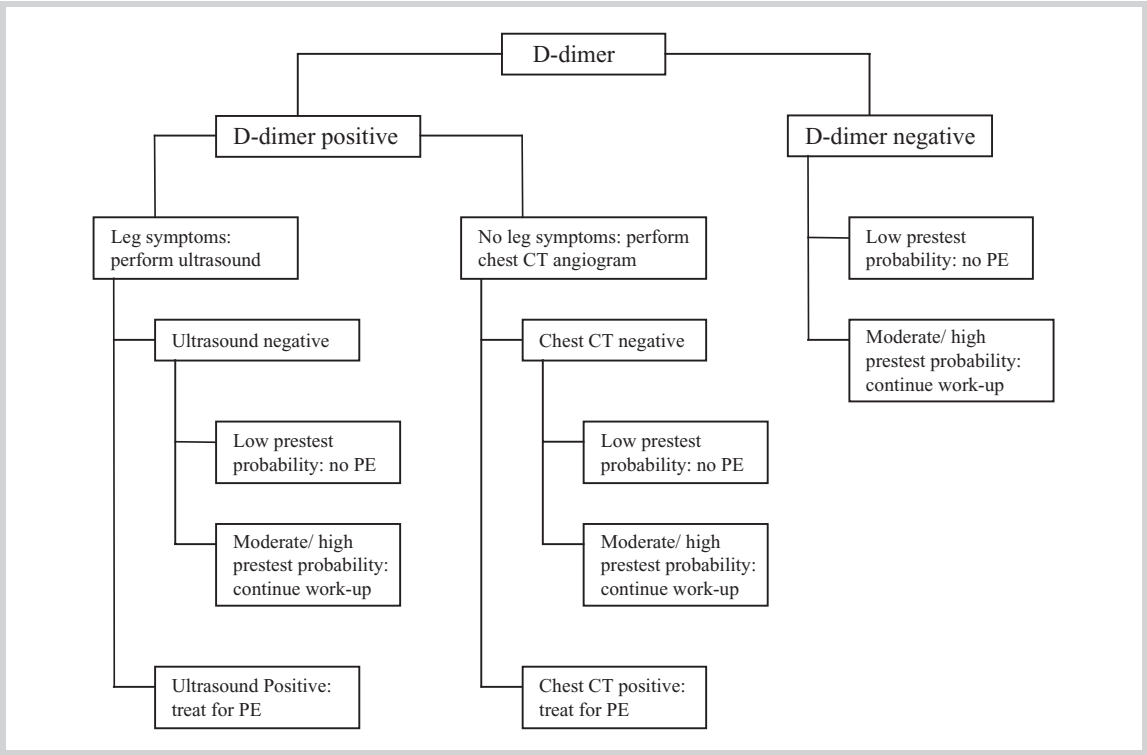 D-dimer
D-dimer positive
D-dimer negative
Leg symptoms:
perform ultrasound
No leg symptoms: perform
chest CT angiogram
Low prestest
probability: no PE
Ultrasound negative
Chest CT negative
Moderate/ high
prestest probability:
continue work-up
Low prestest
probability: no PE
Low prestest
probability: no PE
Moderate/ high
prestest probability:
continue work-up
Moderate/ high
prestest probability:
continue work-up
Ultrasound Positive:
treat for PE
Chest CT positive:
treat for PE